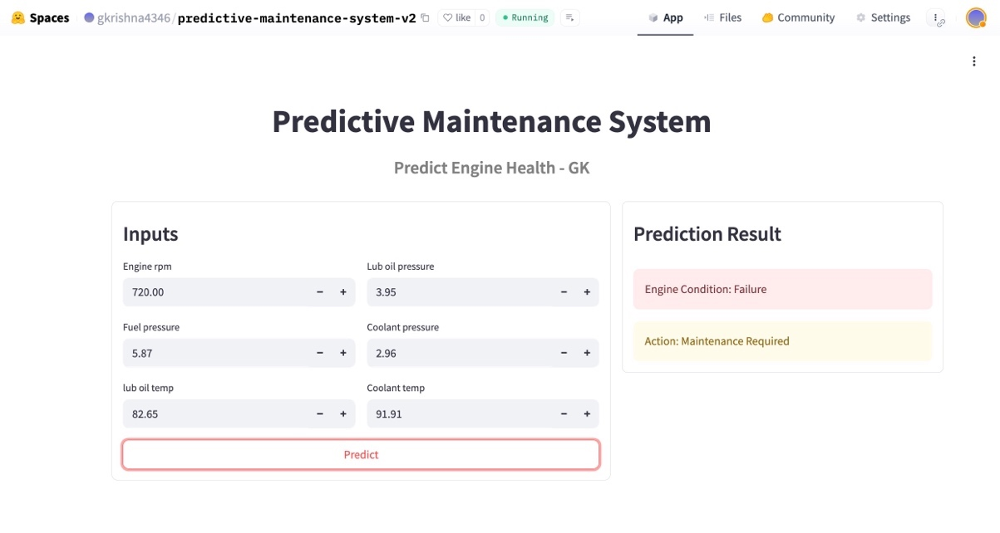 Spaces gkrishna4346/predictive-maintenance-system-v2 like 0 Running App Files Community Settings
Predictive Maintenance System
Predict Engine Health - GK
Inputs
Engine rpm Lub oil pressure
720.00 − + 3.95 − +
Fuel pressure Coolant pressure
5.87 − + 2.96 − +
lub oil temp Coolant temp
82.65 − + 91.91 − +
Predict
Prediction Result
Engine Condition: Failure
Action: Maintenance Required